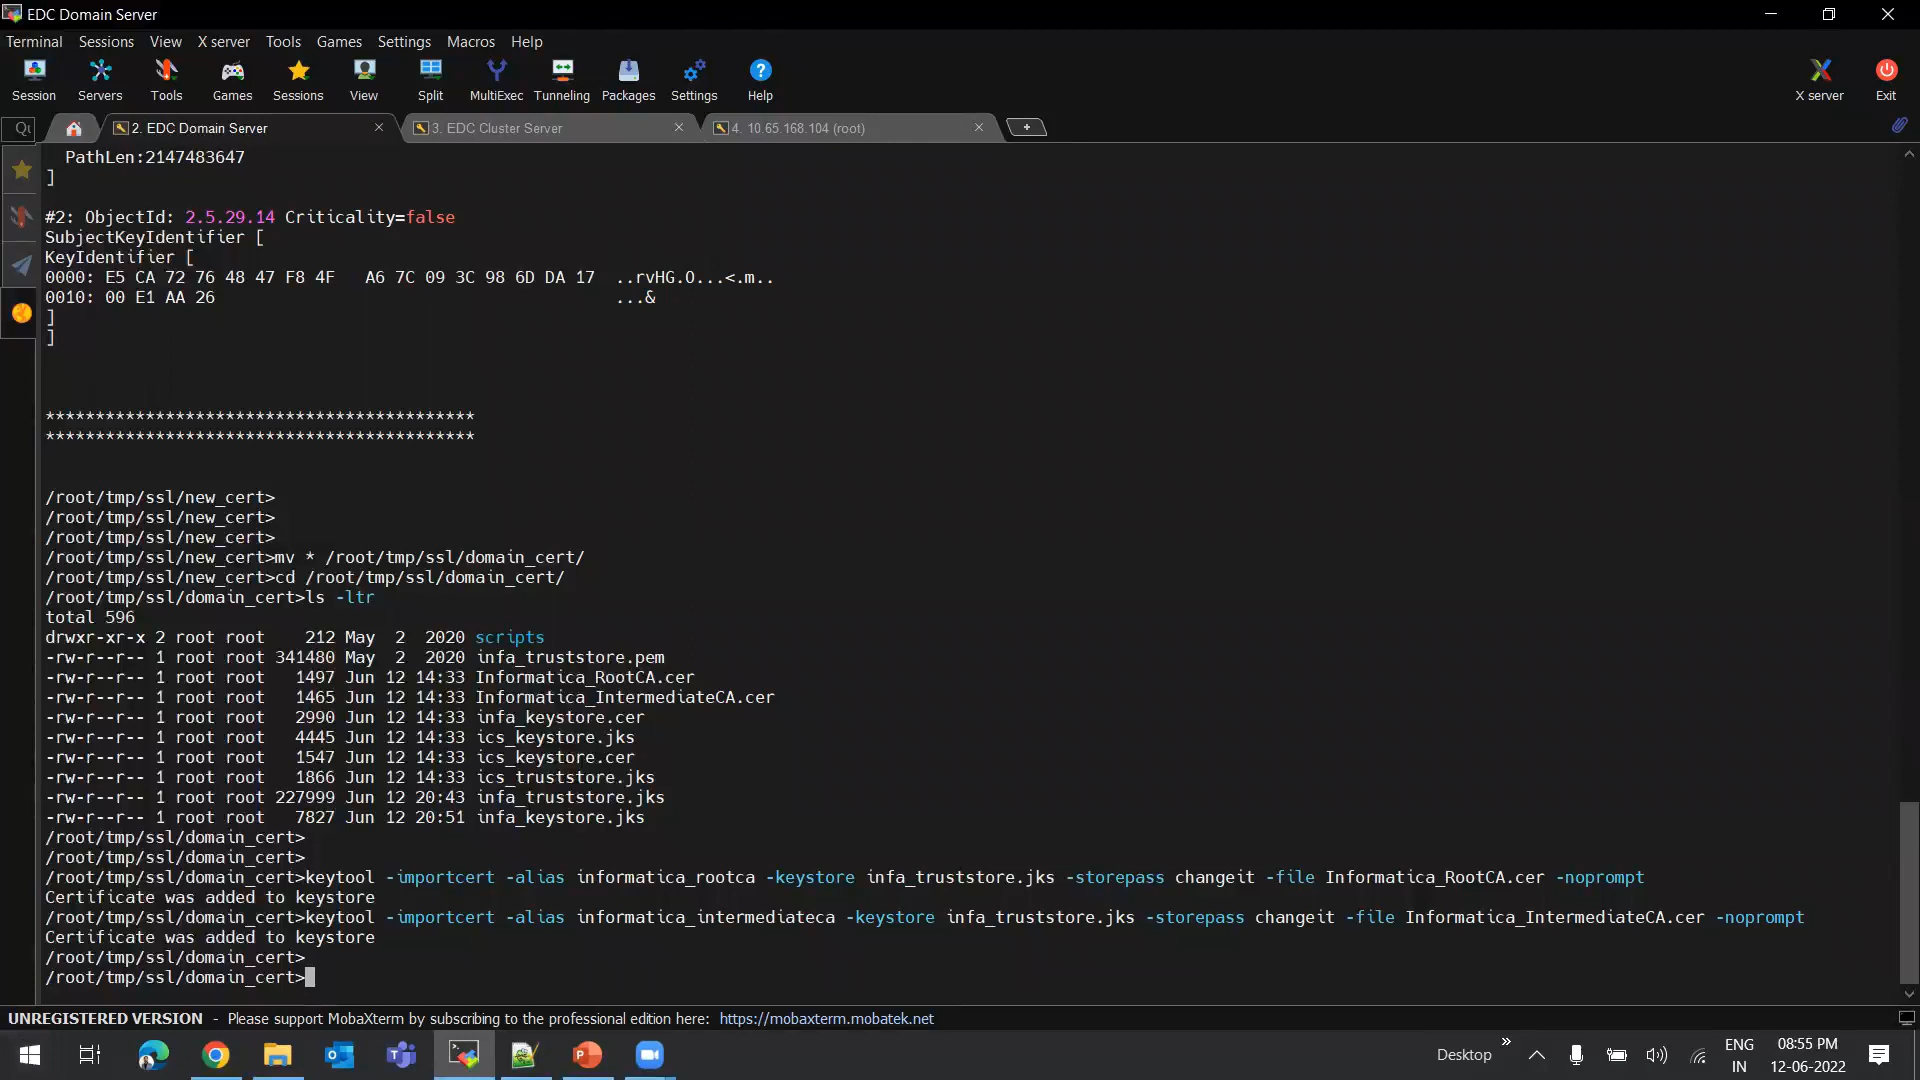 EDC Domain Server
Terminal Sessions View X server Tools Games Settings Macros Help
Session Servers Tools Games Sessions View Split MultiExec Tunneling Packages Settings Help X server Exit
2. EDC Domain Server 3. EDC Cluster Server 4. 10.65.168.104 (root)
PathLen:2147483647
]
#2: ObjectId: 2.5.29.14 Criticality=false
SubjectKeyIdentifier [
KeyIdentifier [
0000: E5 CA 72 76 48 47 F8 4F   A6 7C 09 3C 98 6D DA 17  ..rvHG.O...<.m..
0010: 00 E1 AA 26                                        ...&
]
]
*******************************************
*******************************************
/root/tmp/ssl/new_cert>
/root/tmp/ssl/new_cert>
/root/tmp/ssl/new_cert>
/root/tmp/ssl/new_cert>mv * /root/tmp/ssl/domain_cert/
/root/tmp/ssl/new_cert>cd /root/tmp/ssl/domain_cert/
/root/tmp/ssl/domain_cert>ls -ltr
total 596
drwxr-xr-x 2 root root    212 May  2  2020 scripts
-rw-r--r-- 1 root root 341480 May  2  2020 infa_truststore.pem
-rw-r--r-- 1 root root   1497 Jun 12 14:33 Informatica_RootCA.cer
-rw-r--r-- 1 root root   1465 Jun 12 14:33 Informatica_IntermediateCA.cer
-rw-r--r-- 1 root root   2990 Jun 12 14:33 infa_keystore.cer
-rw-r--r-- 1 root root   4445 Jun 12 14:33 ics_keystore.jks
-rw-r--r-- 1 root root   1547 Jun 12 14:33 ics_keystore.cer
-rw-r--r-- 1 root root   1866 Jun 12 14:33 ics_truststore.jks
-rw-r--r-- 1 root root 227999 Jun 12 20:43 infa_truststore.jks
-rw-r--r-- 1 root root   7827 Jun 12 20:51 infa_keystore.jks
/root/tmp/ssl/domain_cert>
/root/tmp/ssl/domain_cert>
/root/tmp/ssl/domain_cert>keytool -importcert -alias informatica_rootca -keystore infa_truststore.jks -storepass changeit -file Informatica_RootCA.cer -noprompt
Certificate was added to keystore
/root/tmp/ssl/domain_cert>keytool -importcert -alias informatica_intermediateca -keystore infa_truststore.jks -storepass changeit -file Informatica_IntermediateCA.cer -noprompt
Certificate was added to keystore
/root/tmp/ssl/domain_cert>
/root/tmp/ssl/domain_cert>
UNREGISTERED VERSION - Please support MobaXterm by subscribing to the professional edition here: https://mobaxterm.mobatek.net
Desktop ENG 08:55 PM
IN 12-06-2022